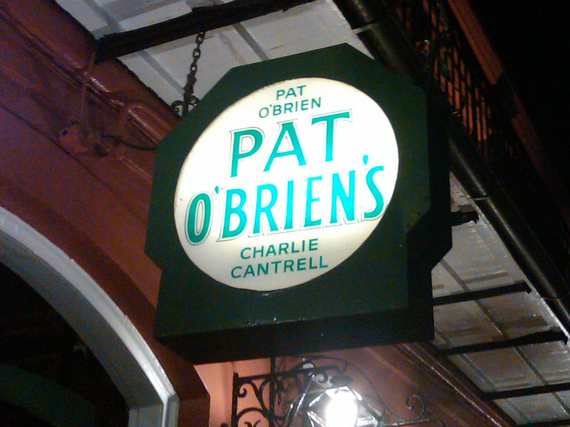 PAT
O'BRIEN
PAT
O'BRIEN'S
CHARLIE
CANTRELL